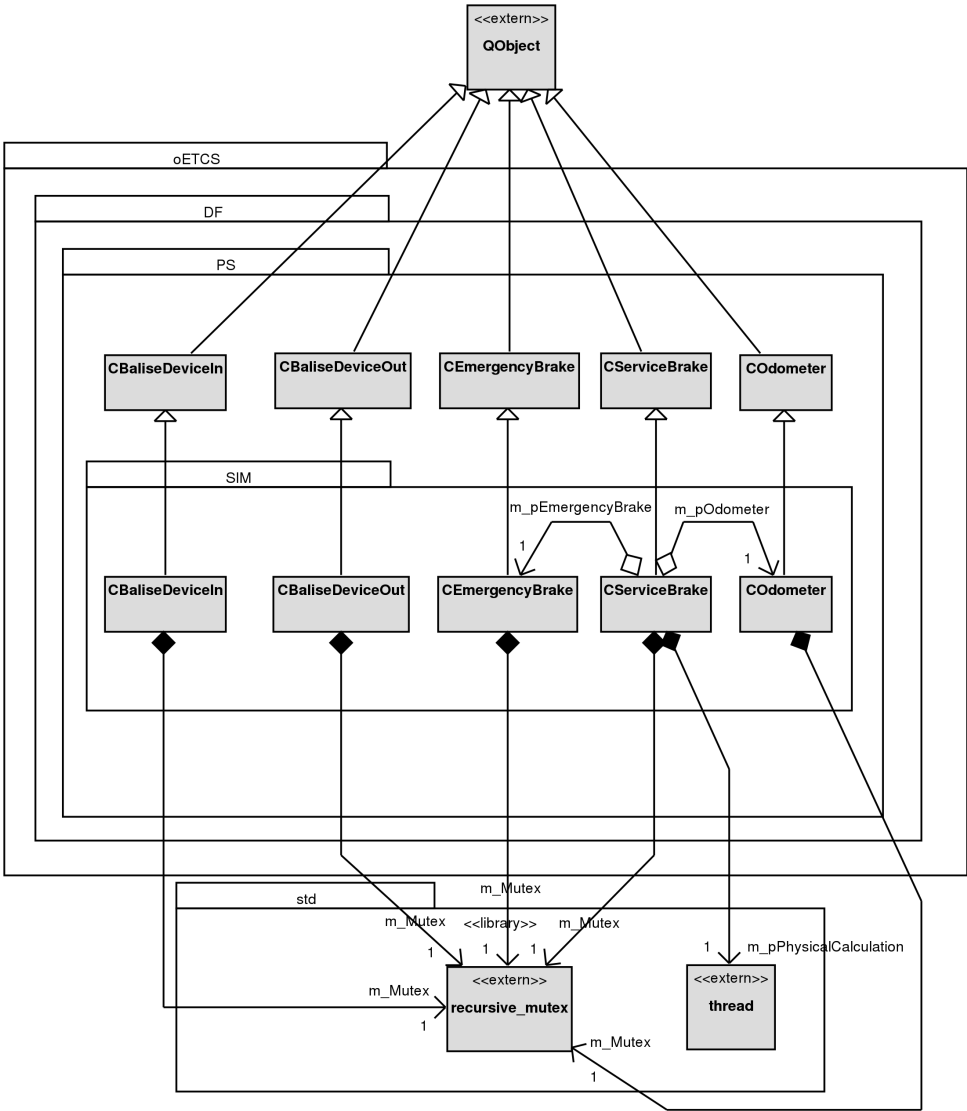 <<extern>>
QObject
oETCS
DF
PS
CBaliseDeviceIn
CBaliseDeviceOut
CEmergencyBrake
CServiceBrake
COdometer
SIM
m_pEmergencyBrake
m_pOdometer
1
1
CBaliseDeviceIn
CBaliseDeviceOut
CEmergencyBrake
CServiceBrake
COdometer
std
m_Mutex
m_Mutex
<<library>>
m_Mutex
1
1
1
1
m_pPhysicalCalculation
<<extern>>
recursive_mutex
<<extern>>
thread
m_Mutex
1
m_Mutex
1